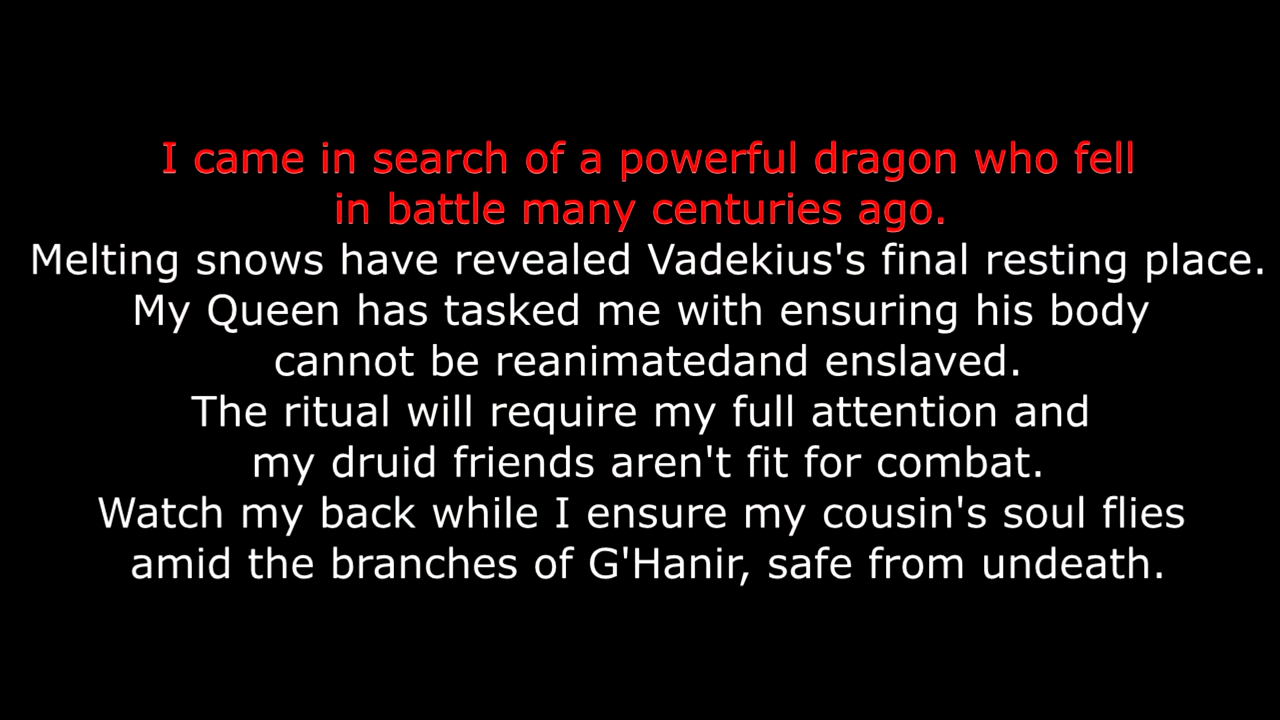 I came in search of a powerful dragon who fell
in battle many centuries ago.
Melting snows have revealed Vadekius's final resting place.
My Queen has tasked me with ensuring his body
cannot be reanimatedand enslaved.
The ritual will require my full attention and
my druid friends aren't fit for combat.
Watch my back while I ensure my cousin's soul flies
amid the branches of G'Hanir, safe from undeath.